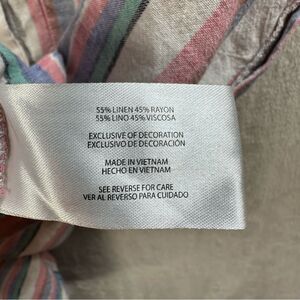 55% LINEN 45% RAYON
55% LINO 45% VISCOSA
EXCLUSIVE OF DECORATION
EXCLUSIVO DE DECORACIÓN
MADE IN VIETNAM
HECHO EN VIETNAM
SEE REVERSE FOR CARE
VER AL REVERSO PARA CUIDADO